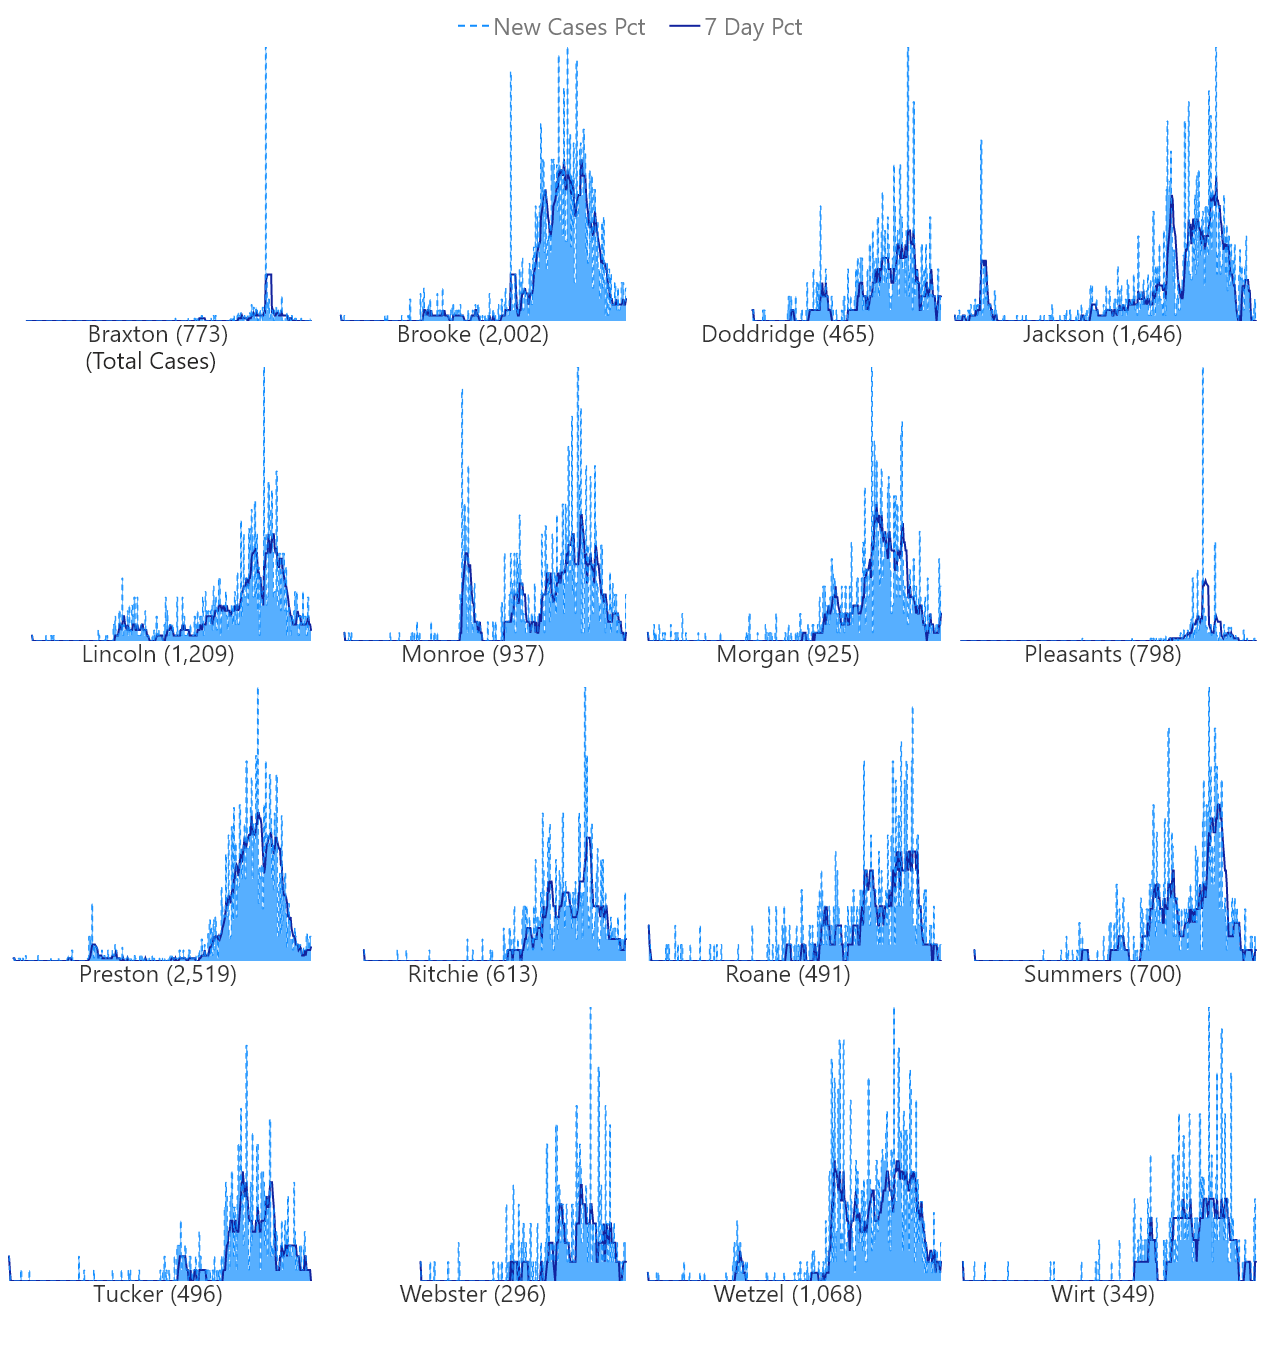 New Cases Pct 7 Day Pct
Braxton (773) Brooke (2,002) Doddridge (465) Jackson (1,646)
(Total Cases)
Lincoln (1,209) Monroe (937) Morgan (925) Pleasants (798)
Preston (2,519) Ritchie (613) Roane (491) Summers (700)
Tucker (496) Webster (296) Wetzel (1,068) Wirt (349)